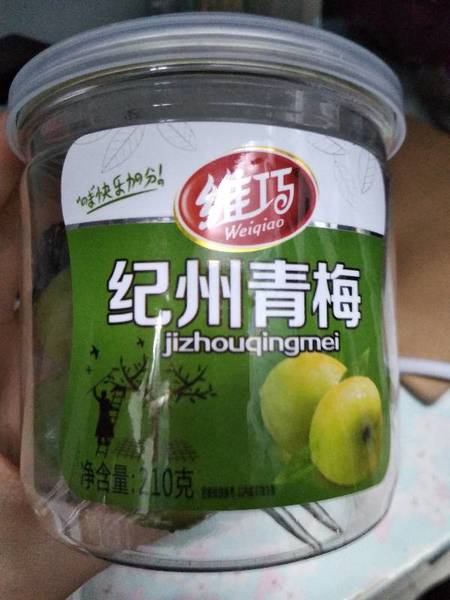 快乐加分!
维巧
Weiqiao
纪州青梅
jizhouqingmei
净含量:210克